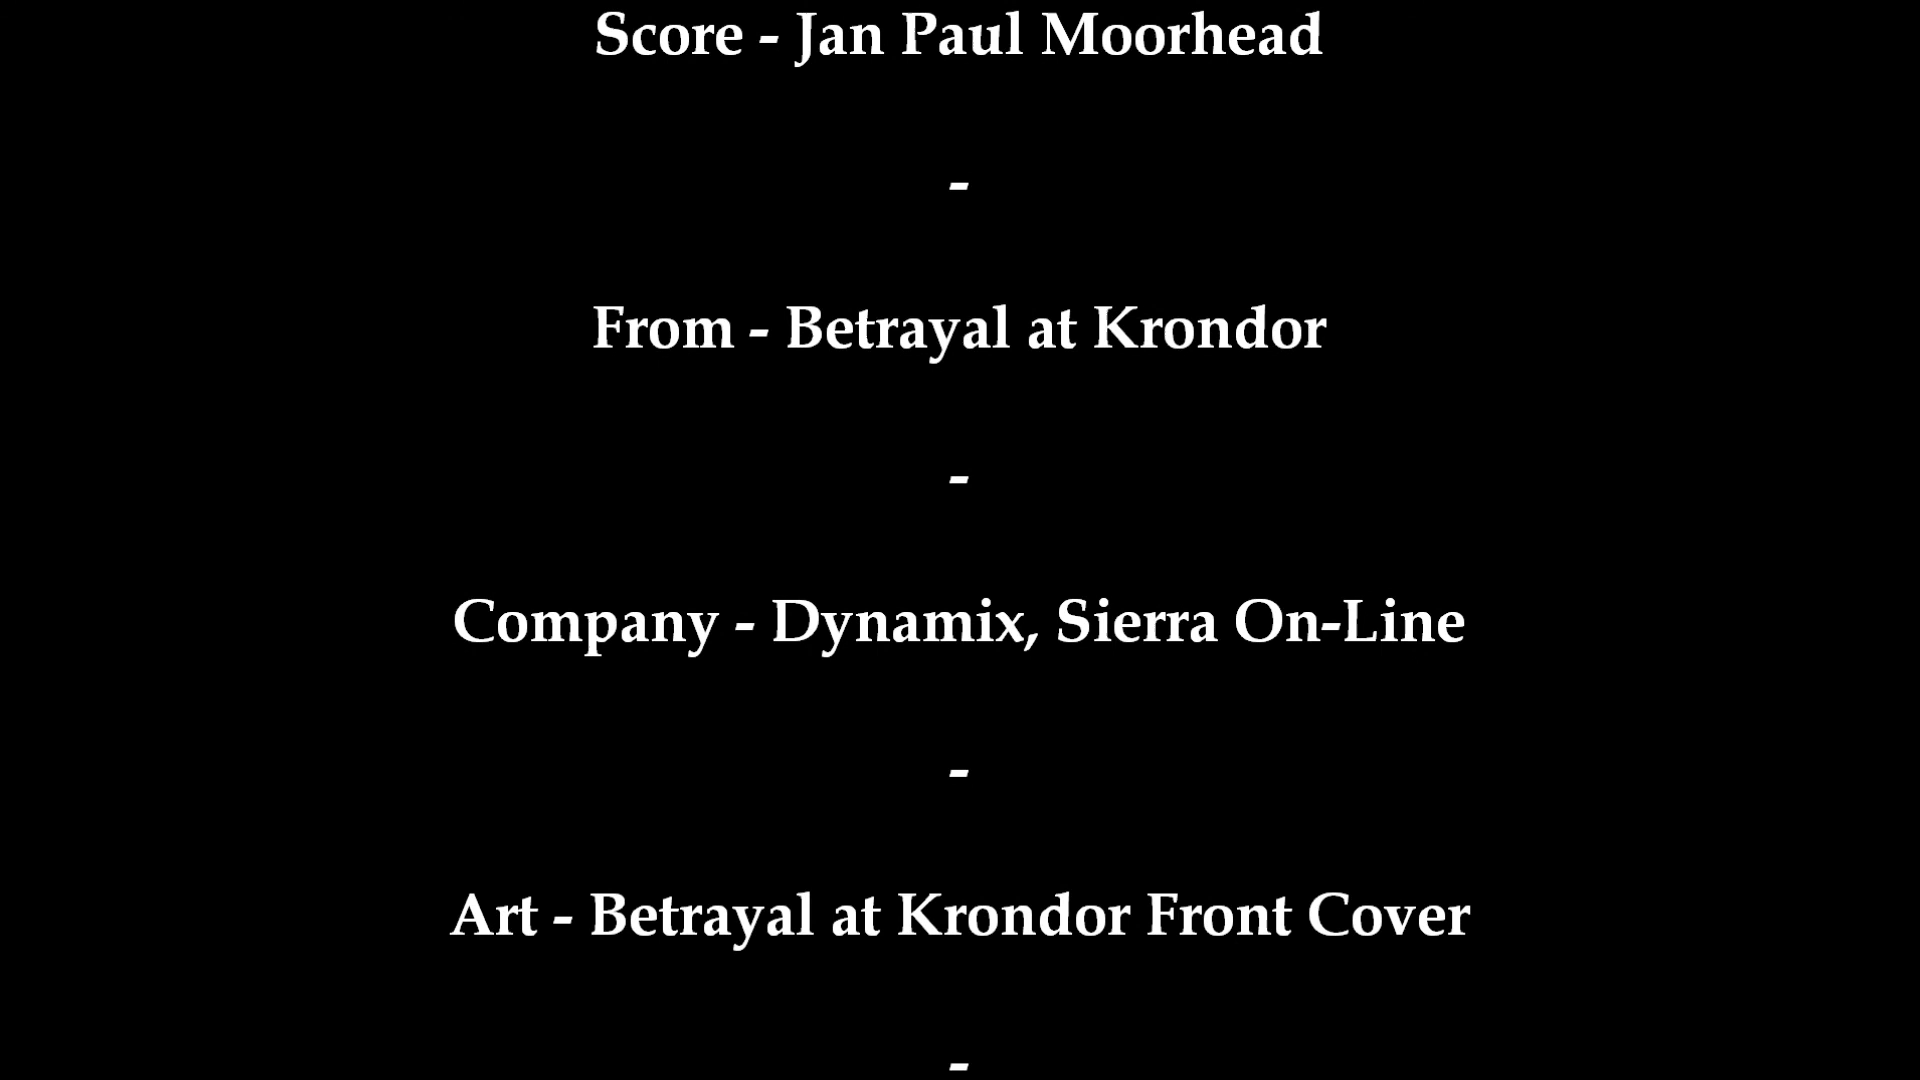 Score - Jan Paul Moorhead
-
From - Betrayal at Krondor
-
Company - Dynamix, Sierra On-Line
-
Art - Betrayal at Krondor Front Cover
-